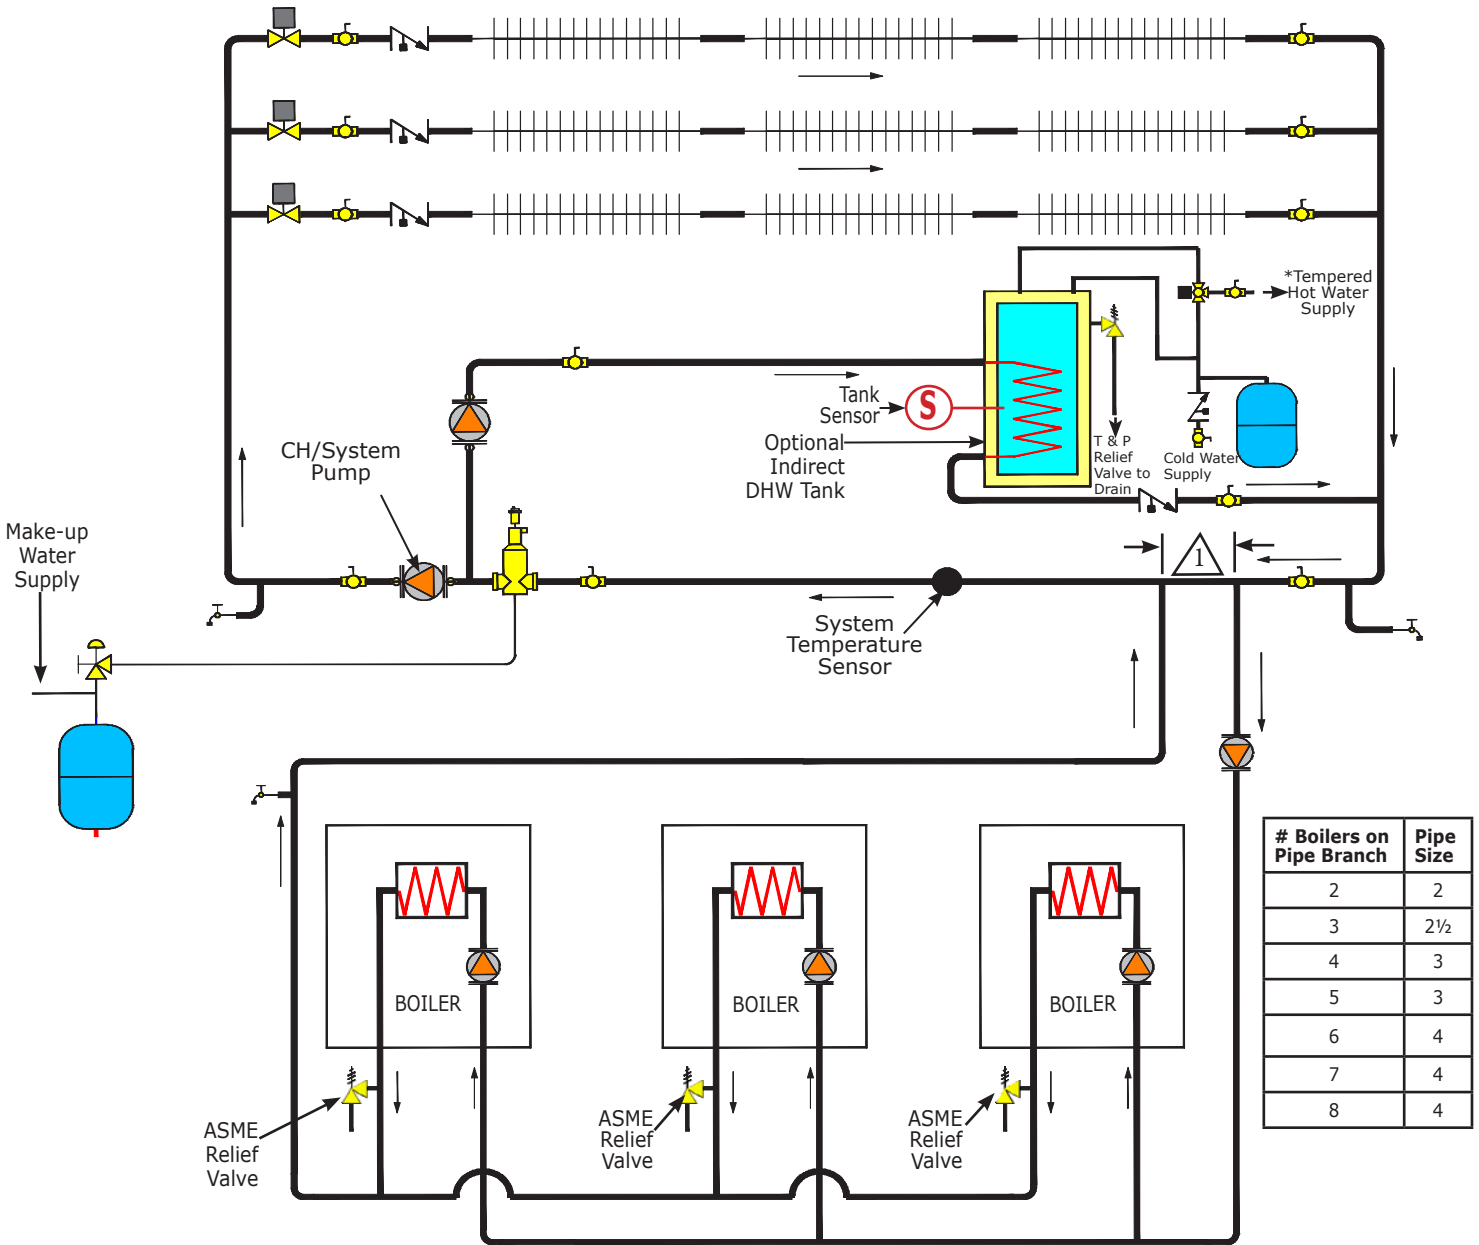 *Tempered
Hot Water
Supply
Tank
Sensor
S
Optional
Indirect
DHW Tank
T & P
Relief
Valve to
Drain
Cold Water
Supply
CH/System
Pump
Make-up
Water
Supply
1
System
Temperature
Sensor
BOILER
BOILER
BOILER
ASME
Relief
Valve
ASME
Relief
Valve
ASME
Relief
Valve
# Boilers on
Pipe Branch
Pipe
Size
2 2
3 2½
4 3
5 3
6 4
7 4
8 4